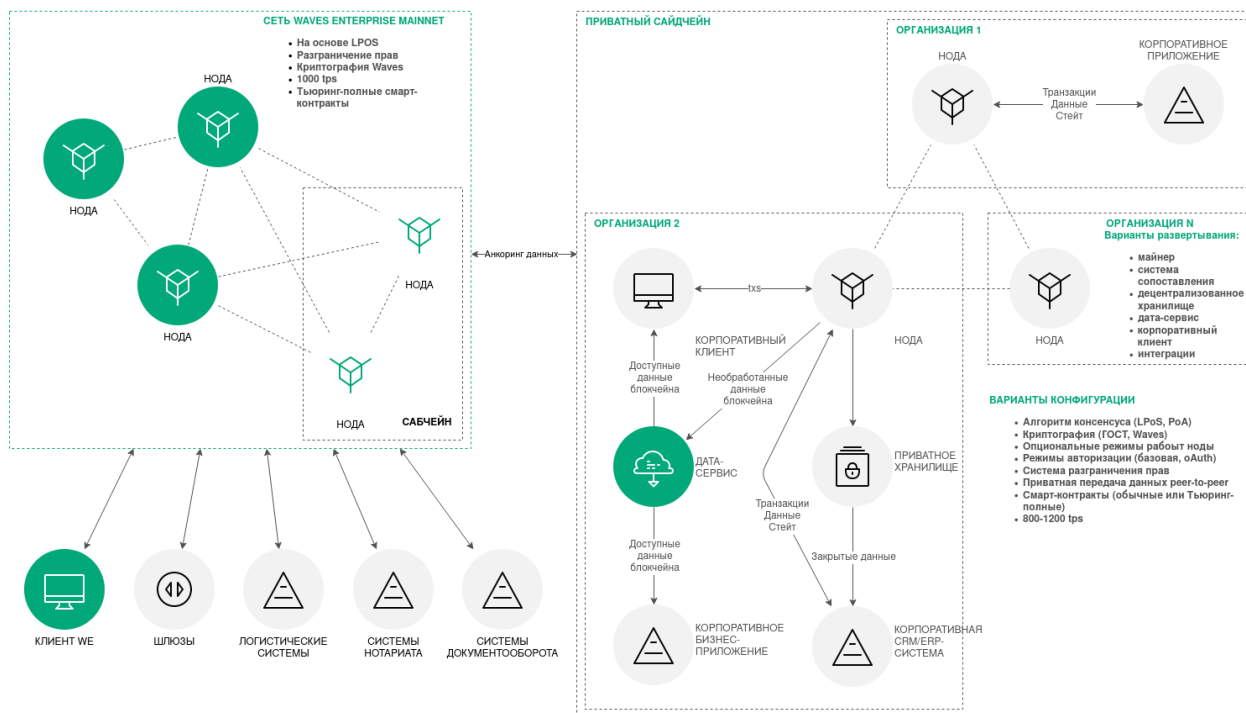 СЕТЬ WAVES ENTERPRISE MAINNET
На основе LPOS
Разграничение прав
Криптография Waves
1000 tps
Тьюринг-полные смарт-
контракты
НОДА
НОДА
НОДА
НОДА
НОДА
САБЧЕЙН
Анкоринг данных
КЛИЕНТ WE
ШЛЮЗЫ
ЛОГИСТИЧЕСКИЕ
СИСТЕМЫ
СИСТЕМЫ
НОТАРИАТА
СИСТЕМЫ
ДОКУМЕНТООБОРОТА
ПРИВАТНЫЙ САЙДЧЕЙН
ОРГАНИЗАЦИЯ 1
НОДА
КОРПОРАТИВНОЕ
ПРИЛОЖЕНИЕ
Транзакции
Данные
Стейт
ОРГАНИЗАЦИЯ 2
txs
КОРПОРАТИВНЫЙ
КЛИЕНТ
НОДА
Доступные
данные
блокчейна
Необработанные
данные
блокчейна
ДАТА-
СЕРВИС
ПРИВАТНОЕ
ХРАНИЛИЩЕ
Транзакции
Данные
Стейт
Доступные
данные
блокчейна
Закрытые данные
КОРПОРАТИВНОЕ
БИЗНЕС-
ПРИЛОЖЕНИЕ
КОРПОРАТИВНАЯ
CRM/ERP-
СИСТЕМА
ОРГАНИЗАЦИЯ N
Варианты развертывания:
майнер
система
сопоставления
децентрализованное
хранилище
дата-сервис
корпоративный
клиент
интеграции
НОДА
ВАРИАНТЫ КОНФИГУРАЦИИ
Алгоритм консенсуса (LPoS, PoA)
Криптография (ГОСТ, Waves)
Опциональные режимы рабоыт ноды
Режимы авторизации (базовая, oAuth)
Система разграничения прав
Приватная передача данных peer-to-peer
Смарт-контракты (обычные или Тьюринг-
полные)
800-1200 tps